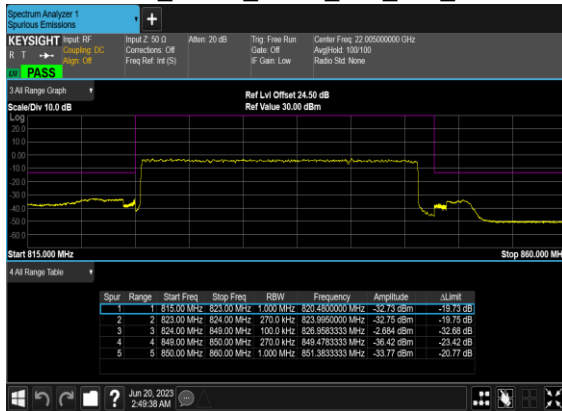 Spectrum Analyzer 1
Spurious Emissions
+
KEYSIGHT Input: RF Input Z: 50 Ω Atten: 20 dB Trig: Free Run Center Freq: 22.005000000 GHz
R T Coupling: DC Corrections: Off Gate: Off Avg|Hold: 100/100
Align: Off Freq Ref: Int (S) IF Gain: Low Radio Std: None
PASS
3 All Range Graph
Ref Lvl Offset 24.50 dB
Scale/Div 10.0 dB Ref Value 30.00 dBm
Log
20.0
10.0
0.00
-10.0
-20.0
-30.0
-40.0
-50.0
-60.0
Start 815.000 MHz Stop 860.000 MH
4 All Range Table
Spur Range Start Freq Stop Freq RBW Frequency Amplitude ΔLimit
1 1 815.00 MHz 823.00 MHz 1.000 MHz 820.4800000 MHz -32.73 dBm -19.73 dB
2 2 823.00 MHz 824.00 MHz 270.0 kHz 823.9950000 MHz -32.75 dBm -19.75 dB
3 3 824.00 MHz 849.00 MHz 100.0 kHz 826.9583333 MHz -2.684 dBm -32.68 dB
4 4 849.00 MHz 850.00 MHz 270.0 kHz 849.4783333 MHz -36.42 dBm -23.42 dB
5 5 850.00 MHz 860.00 MHz 1.000 MHz 851.3833333 MHz -33.77 dBm -20.77 dB
? Jun 20, 2023
2:49:38 AM